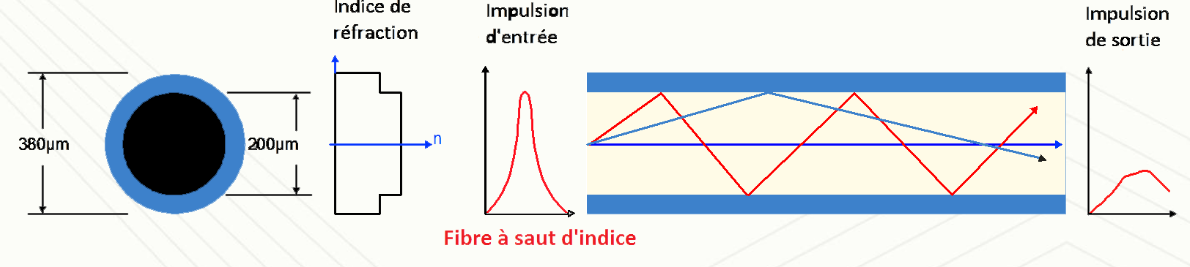 Indice de
réfraction
Impulsion
d'entrée
Impulsion
de sortie
380µm
200µm
n
Fibre à saut d'indice